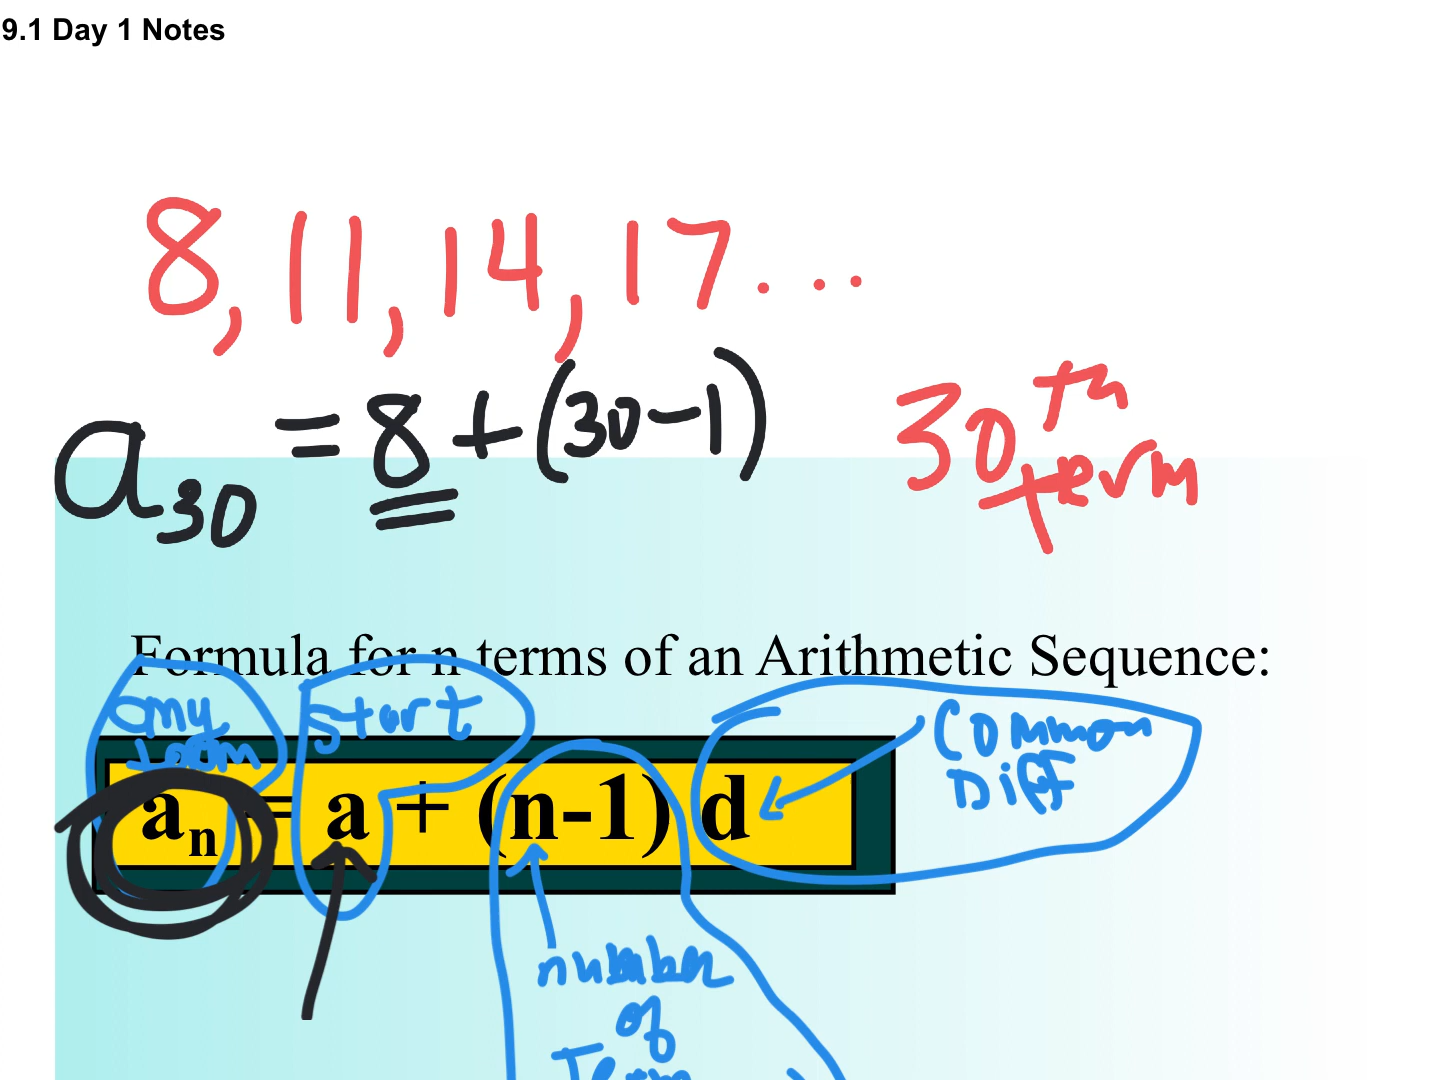 9.1 Day 1 Notes
8, 11, 14, 17...
a30 = 8 + (30-1) 30th term
Formula for n terms of an Arithmetic Sequence:
any term start Common Diff
an = a + (n-1) d
number
of
Term